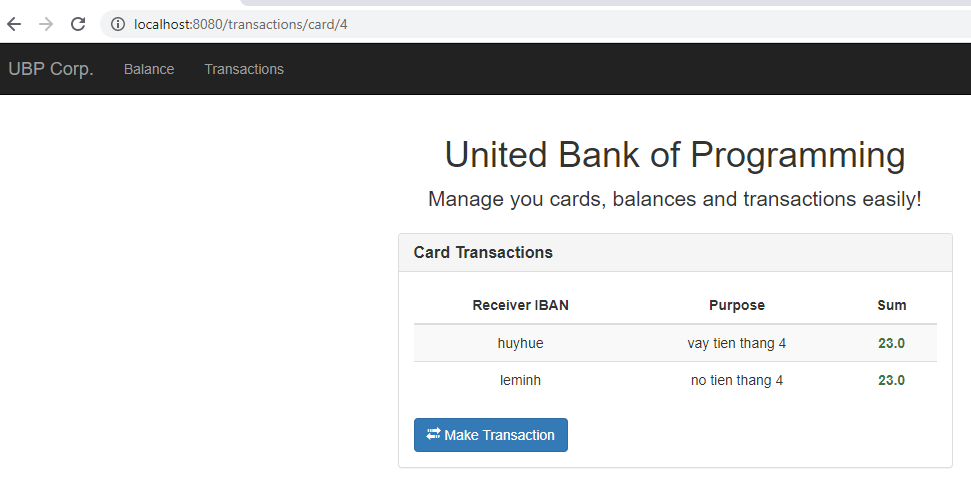 localhost:8080/transactions/card/4
UBP Corp. Balance Transactions
United Bank of Programming
Manage you cards, balances and transactions easily!
Card Transactions
Receiver IBAN Purpose Sum
huyhue vay tien thang 4 23.0
leminh no tien thang 4 23.0
Make Transaction